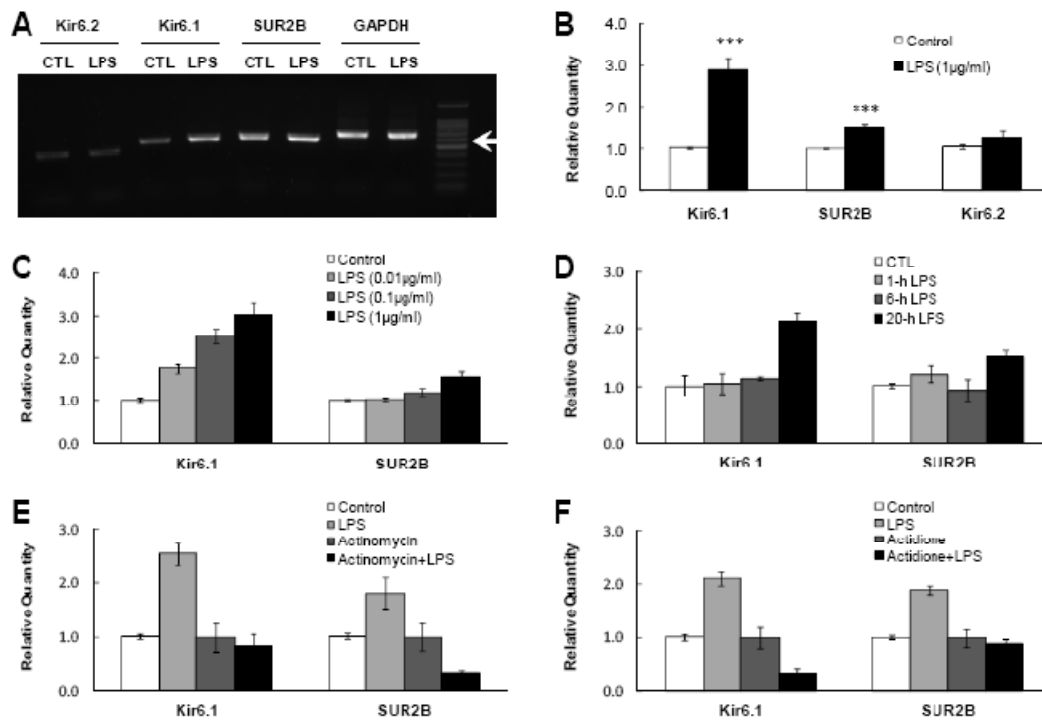 A
Kir6.2 Kir6.1 SUR2B GAPDH
CTL LPS CTL LPS CTL LPS CTL LPS
B
Relative Quantity
4.0
3.0
2.0
1.0
0.0
***
***
Control
LPS (1µg/ml)
Kir6.1 SUR2B Kir6.2
C
Relative Quantity
4.0
3.0
2.0
1.0
0.0
Control
LPS (0.01µg/ml)
LPS (0.1µg/ml)
LPS (1µg/ml)
Kir6.1 SUR2B
D
Relative Quantity
3.0
2.0
1.0
0.0
CTL
1-h LPS
6-h LPS
20-h LPS
Kir6.1 SUR2B
E
Relative Quantity
3.0
2.0
1.0
0.0
Control
LPS
Actinomycin
Actinomycin+LPS
Kir6.1 SUR2B
F
Relative Quantity
3.0
2.0
1.0
0.0
Control
LPS
Actidione
Actidione+LPS
Kir6.1 SUR2B